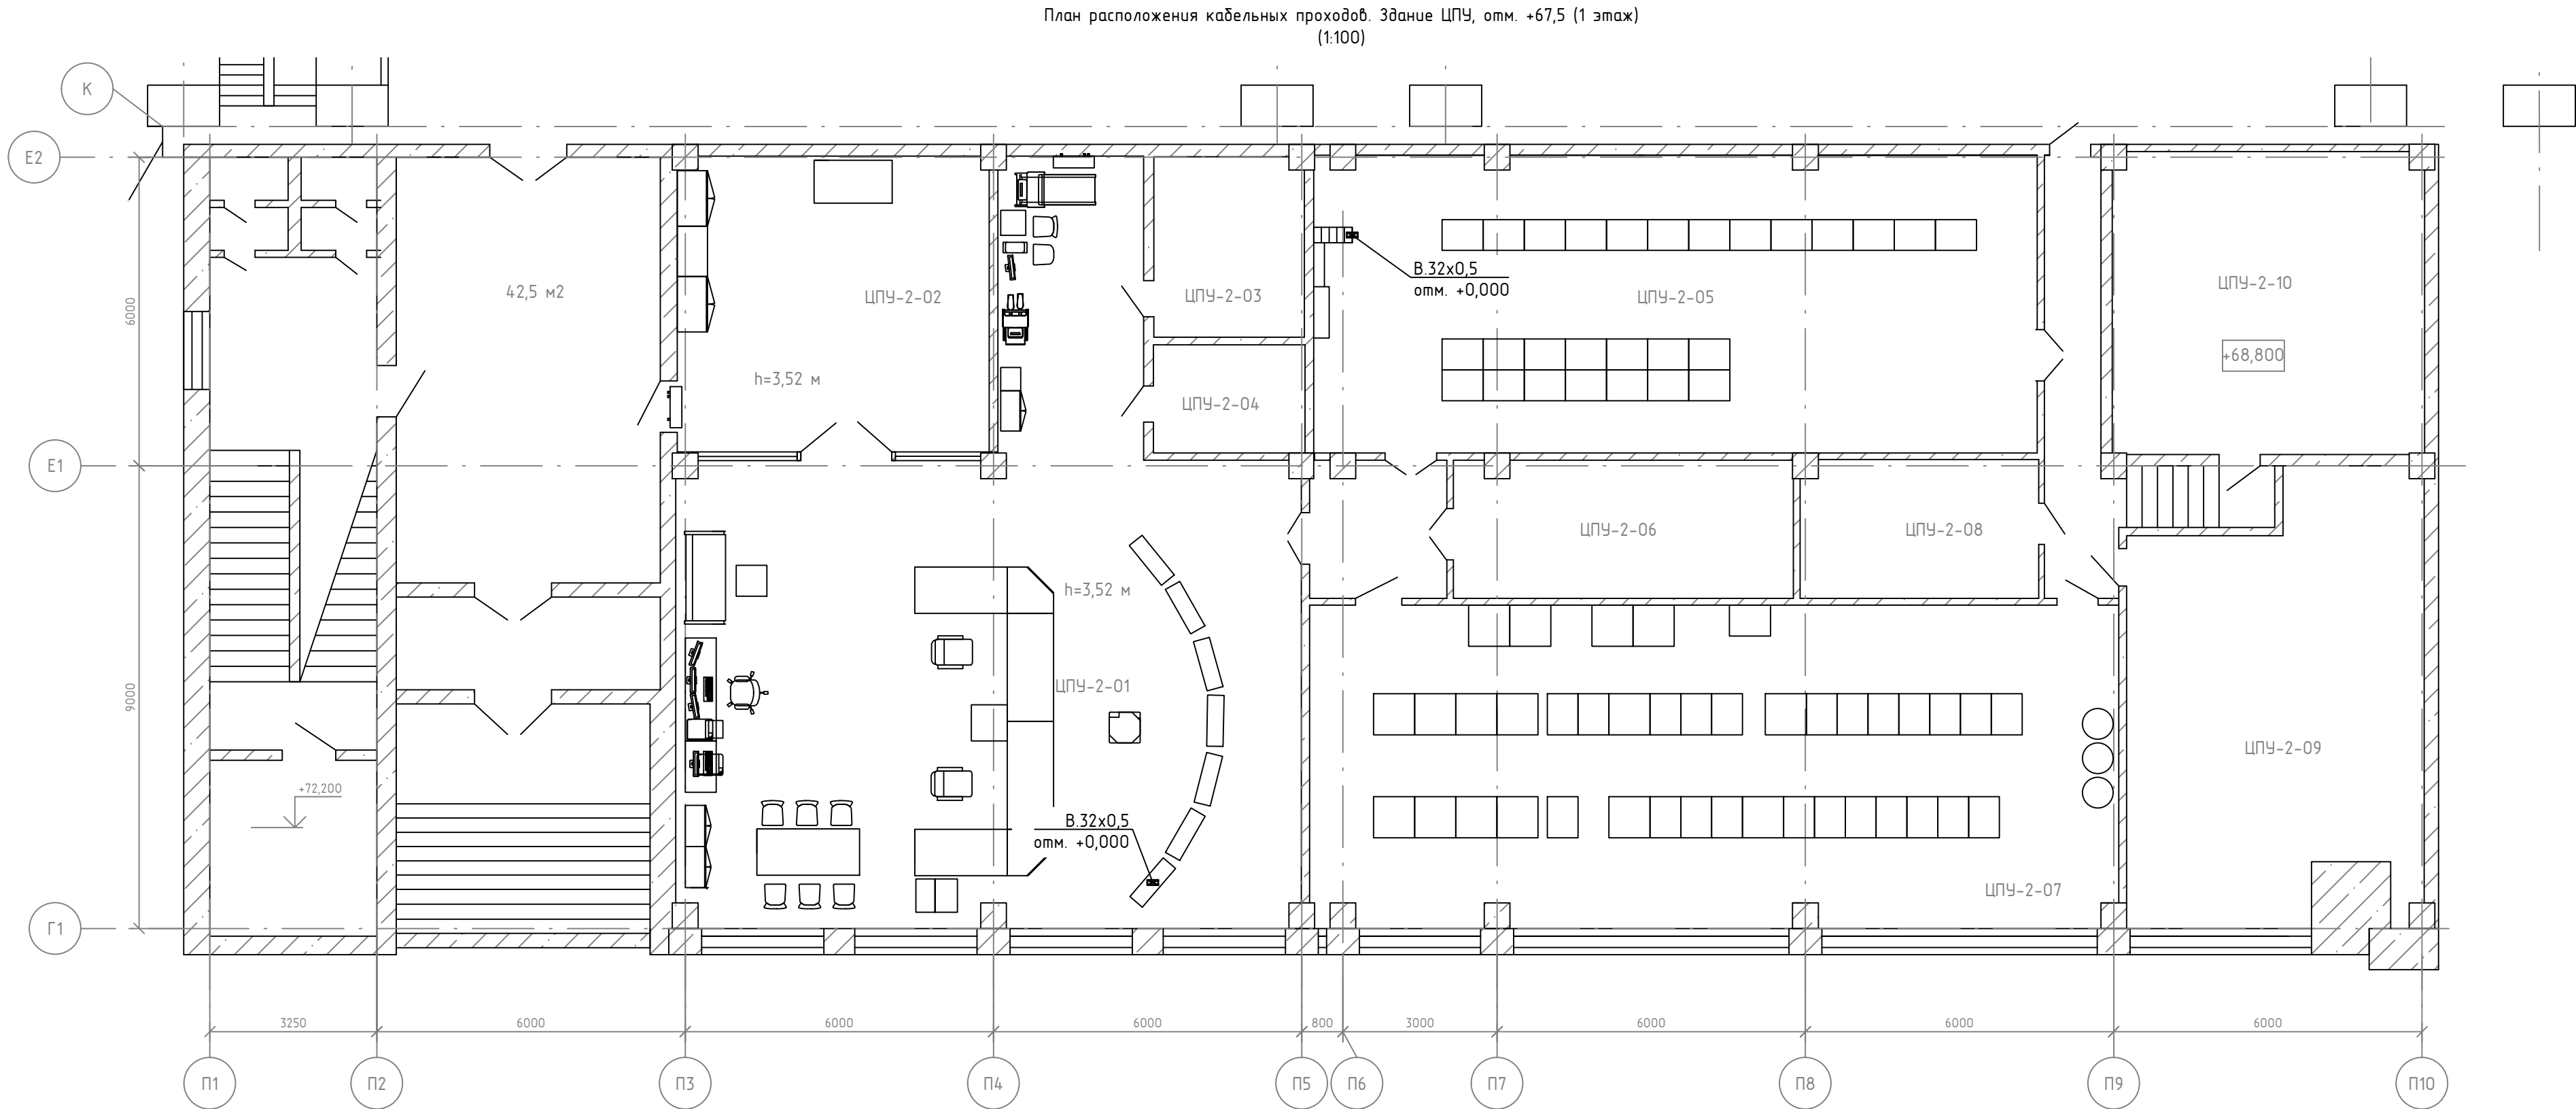 План расположения кабельных проходов. Здание ЦПУ, отм. +67,5 (1 этаж)
(1:100)
К
Е2
Е1
Г1
6000
9000
42,5 м2
ЦПУ-2-02
h=3,52 м
ЦПУ-2-03
ЦПУ-2-04
В.32х0,5
отм. +0,000
ЦПУ-2-05
ЦПУ-2-10
+68,800
ЦПУ-2-06
ЦПУ-2-08
h=3,52 м
ЦПУ-2-01
ЦПУ-2-09
+72,200
В.32х0,5
отм. +0,000
ЦПУ-2-07
3250
6000
6000
6000
800
3000
6000
6000
6000
П1
П2
П3
П4
П5
П6
П7
П8
П9
П10